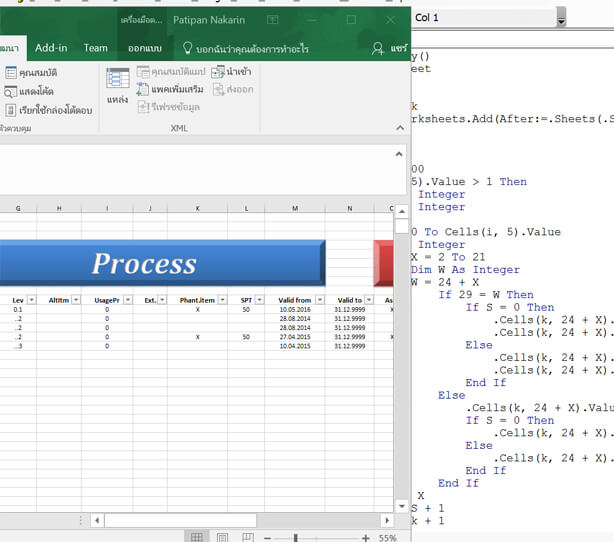 เครื่องมือต... Patipan Nakarin
ฒนา Add-in Team ออกแบบ บอกฉันว่าคุณต้องการทำอะไร แชร์
คุณสมบัติ
แสดงโค้ด
เรียกใช้กล่องโต้ตอบ
ตัวควบคุม
แหล่ง
คุณสมบัติแมป
แพคเพิ่มเสริม
รีเฟรชข้อมูล
นำเข้า
ส่งออก
XML
G H I J K L M N
Process
Lev AltItm UsagePr Ext. Phant.item SPT Valid from Valid to As
0.1 0 X 50 10.05.2016 31.12.9999 X
..2 0 28.08.2014 31.12.9999
..2 0 28.08.2014 31.12.9999
..2 0 X 50 27.04.2015 31.12.9999 X
...3 0 10.04.2015 31.12.9999
55%
Col 1
y()
eet
k
rksheets.Add(After:=.Sheets(.S
00
5).Value > 1 Then
Integer
Integer
0 To Cells(i, 5).Value
Integer
X = 2 To 21
Dim W As Integer
W = 24 + X
If 29 = W Then
If S = 0 Then
.Cells(k, 24 + X).
.Cells(k, 24 + X).
Else
.Cells(k, 24 + X).
.Cells(k, 24 + X).
End If
Else
.Cells(k, 24 + X).Valu
If S = 0 Then
.Cells(k, 24 + X).
Else
.Cells(k, 24 + X).
End If
End If
X
S + 1
k + 1